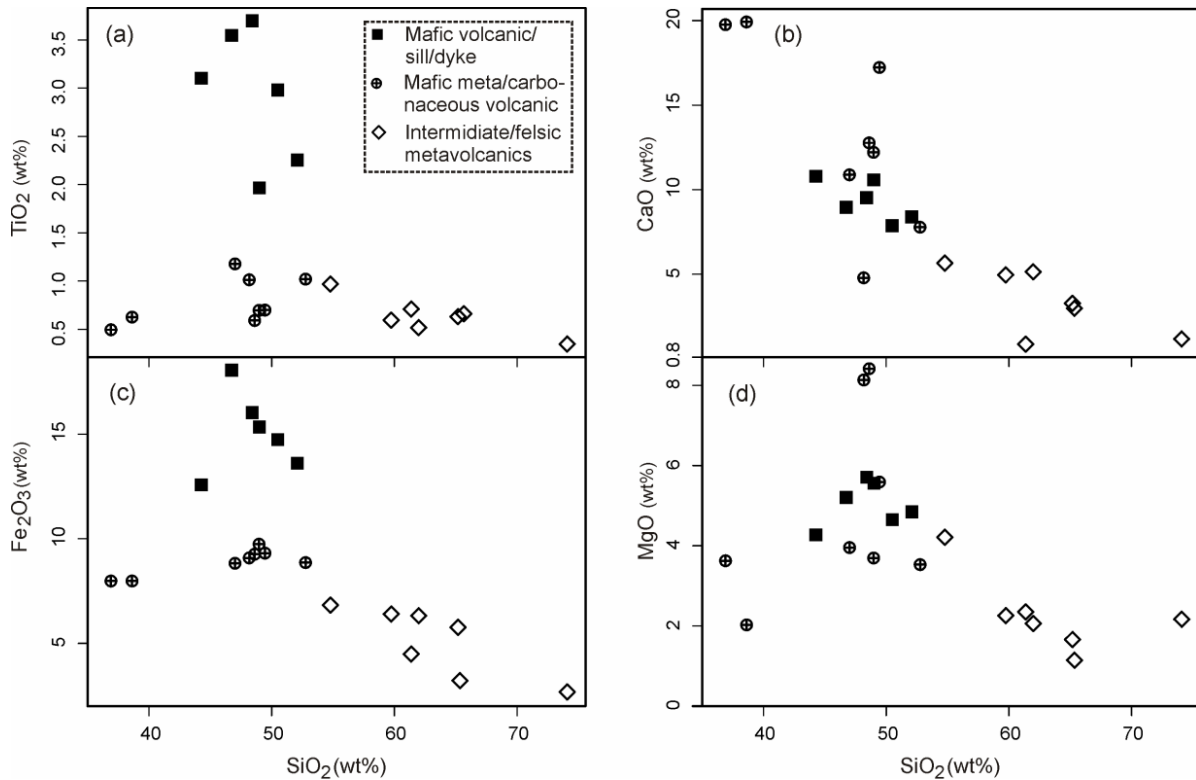 (a)
3.5
3.0
2.5
2.0
1.5
1.0
0.5
TiO2 (wt%)
Mafic volcanic/
sill/dyke
Mafic meta/carbo-
naceous volcanic
Intermidiate/felsic
metavolcanics
(b)
20
15
10
5
0.8
CaO (wt%)
(c)
15
10
5
Fe2O3(wt%)
40 50 60 70
SiO2(wt%)
(d)
8
6
4
2
0
MgO (wt%)
40 50 60 70
SiO2(wt%)